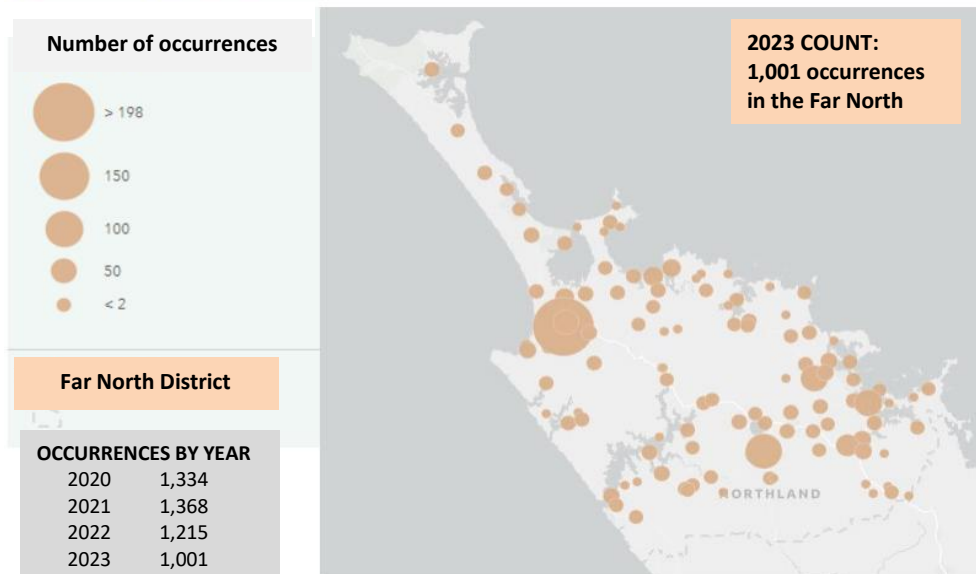 Number of occurrences
> 198
150
100
50
< 2
Far North District
OCCURRENCES BY YEAR
2020 1,334
2021 1,368
2022 1,215
2023 1,001
2023 COUNT:
1,001 occurrences
in the Far North
NORTHLAND